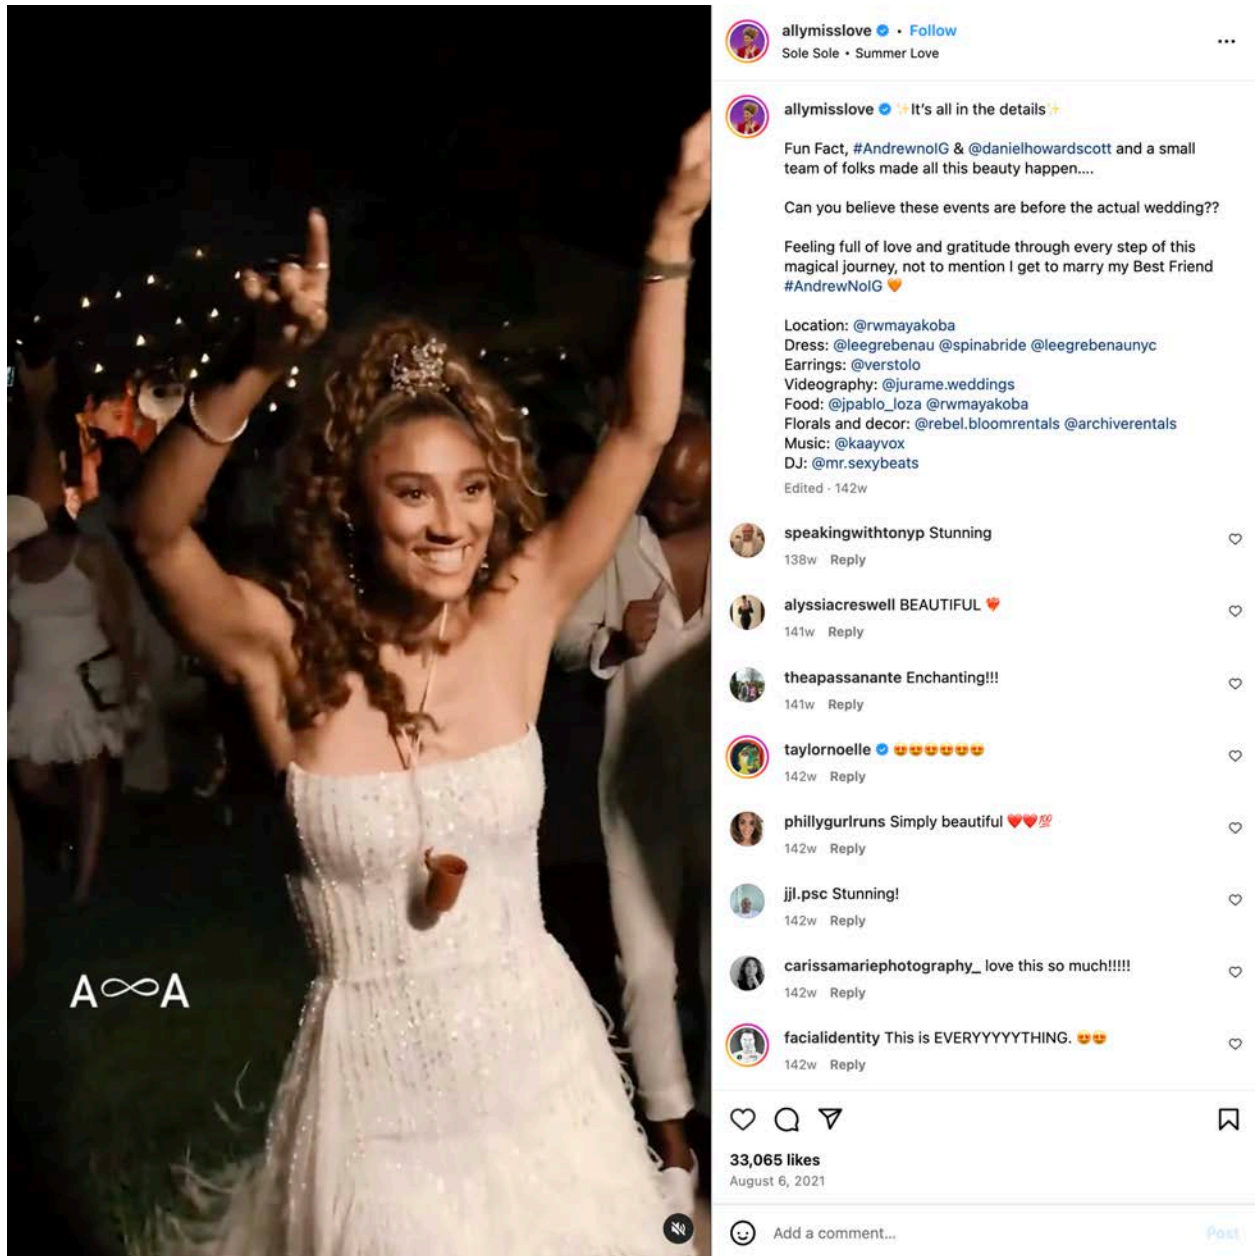 A∞A
allymisslove • Follow
Sole Sole • Summer Love
allymisslove ✨It's all in the details✨
Fun Fact, #AndrewnoIG & @danielhowardscott and a small
team of folks made all this beauty happen....
Can you believe these events are before the actual wedding??
Feeling full of love and gratitude through every step of this
magical journey, not to mention I get to marry my Best Friend
#AndrewNoIG 🧡
Location: @rwmayakoba
Dress: @leegrebenau @spinabride @leegrebenaunyc
Earrings: @verstolo
Videography: @jurame.weddings
Food: @jpablo_loza @rwmayakoba
Florals and decor: @rebel.bloomrentals @archiverentals
Music: @kaayvox
DJ: @mr.sexybeats
Edited · 142w
speakingwithtonyp Stunning
138w Reply
alyssiacreswell BEAUTIFUL ❤️‍🔥
141w Reply
theapassanante Enchanting!!!
141w Reply
taylornoelle 😍😍😍😍😍😍
142w Reply
phillygurlruns Simply beautiful ❤️❤️💯
142w Reply
jjl.psc Stunning!
142w Reply
carissamariephotography_ love this so much!!!!!
142w Reply
facialidentity This is EVERYYYYYTHING. 😍😍
142w Reply
33,065 likes
August 6, 2021
Add a comment...
Post